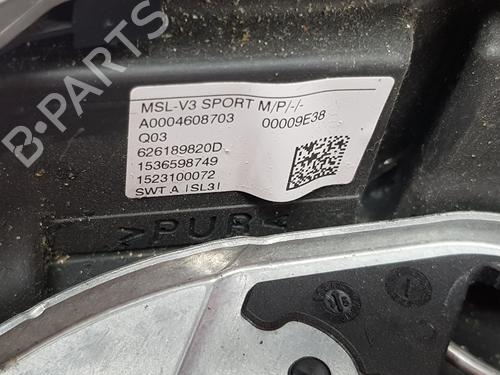 B-PARTS
MSL-V3 SPORT M/P/-/-
A0004608703 00009E38
Q03
626189820D
1536598749
1523100072
SWT.A |SL3|
>PUR<